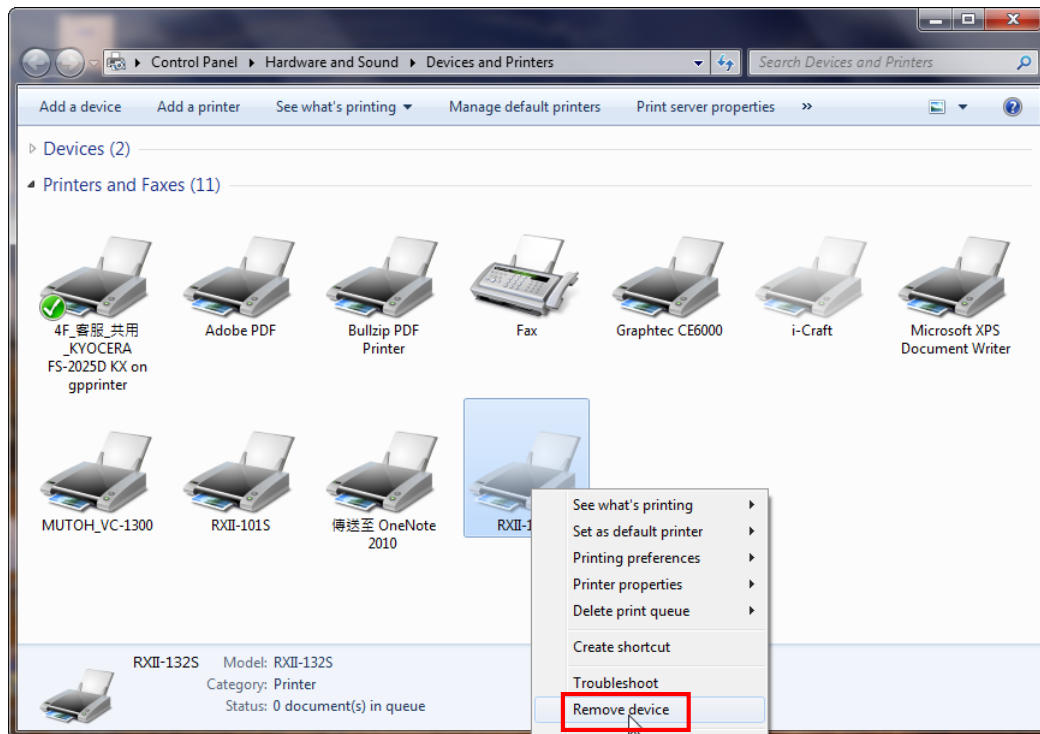 Control Panel ▸ Hardware and Sound ▸ Devices and Printers
Search Devices and Printers
Add a device Add a printer See what's printing Manage default printers Print server properties »
Devices (2)
Printers and Faxes (11)
4F_客服_共用
_KYOCERA
FS-2025D KX on
gpprinter
Adobe PDF
Bullzip PDF
Printer
Fax
Graphtec CE6000
i-Craft
Microsoft XPS
Document Writer
MUTOH_VC-1300
RXII-101S
傳送至 OneNote
2010
RXII-1
See what's printing
Set as default printer
Printing preferences
Printer properties
Delete print queue
Create shortcut
Troubleshoot
Remove device
RXII-132S Model: RXII-132S
Category: Printer
Status: 0 document(s) in queue